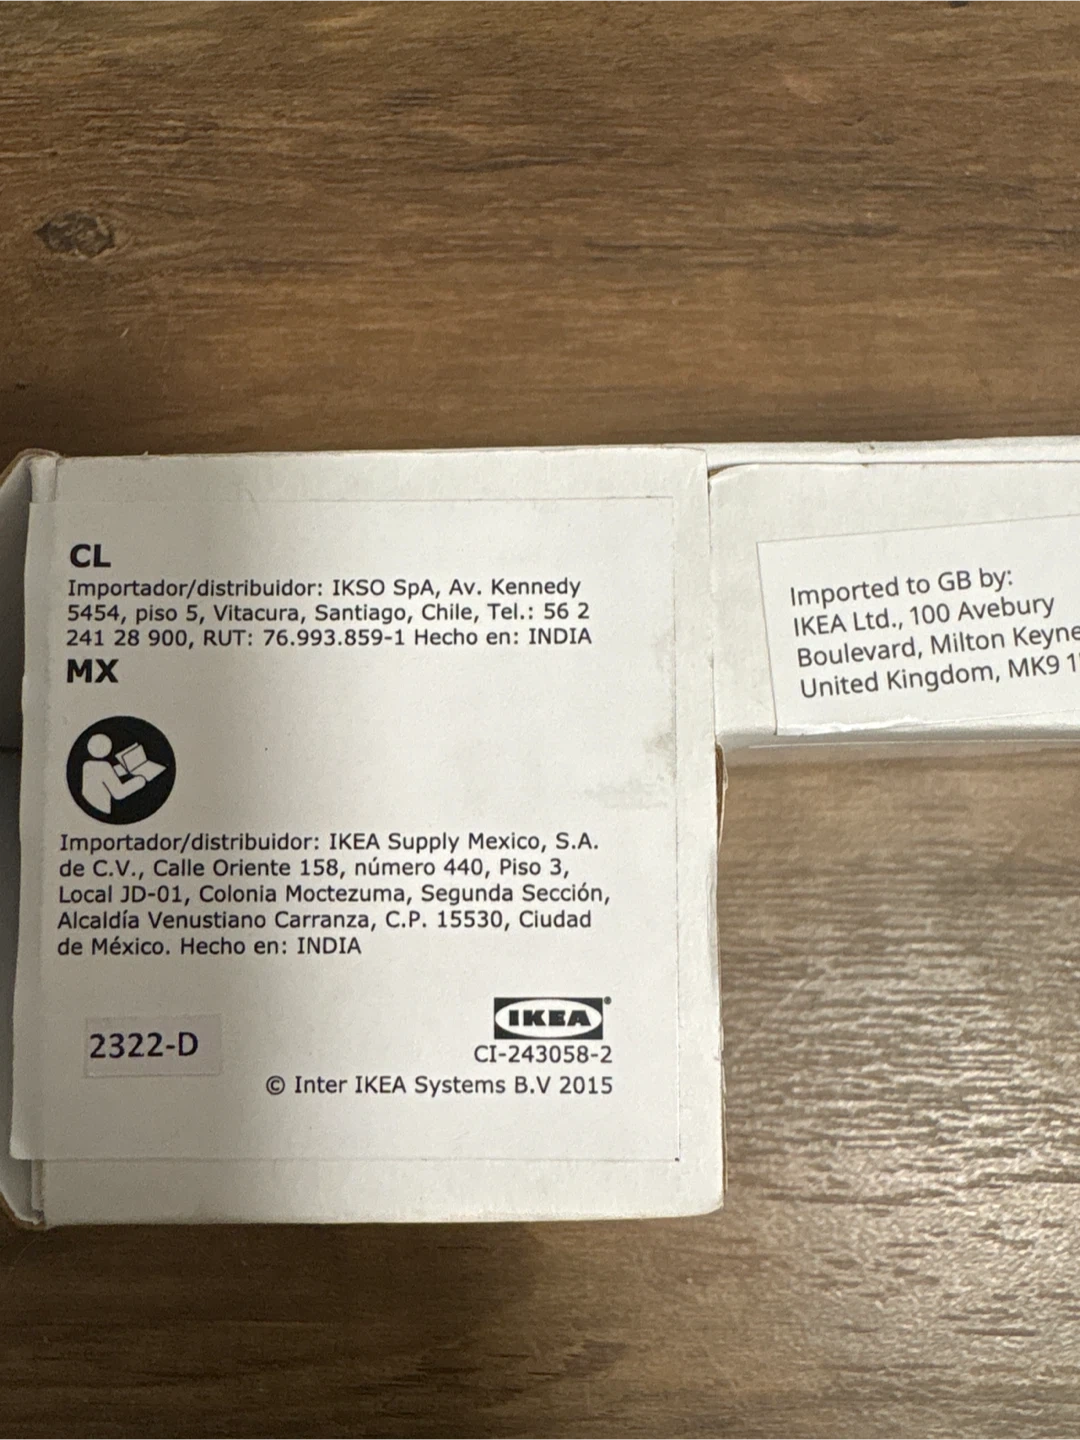 CL
Importador/distribuidor: IKSO SpA, Av. Kennedy
5454, piso 5, Vitacura, Santiago, Chile, Tel.: 56 2
241 28 900, RUT: 76.993.859-1 Hecho en: INDIA
MX
Importador/distribuidor: IKEA Supply Mexico, S.A.
de C.V., Calle Oriente 158, número 440, Piso 3,
Local JD-01, Colonia Moctezuma, Segunda Sección,
Alcaldía Venustiano Carranza, C.P. 15530, Ciudad
de México. Hecho en: INDIA
2322-D
IKEA®
CI-243058-2
© Inter IKEA Systems B.V 2015
Imported to GB by:
IKEA Ltd., 100 Avebury
Boulevard, Milton
United Kingdom, MK9